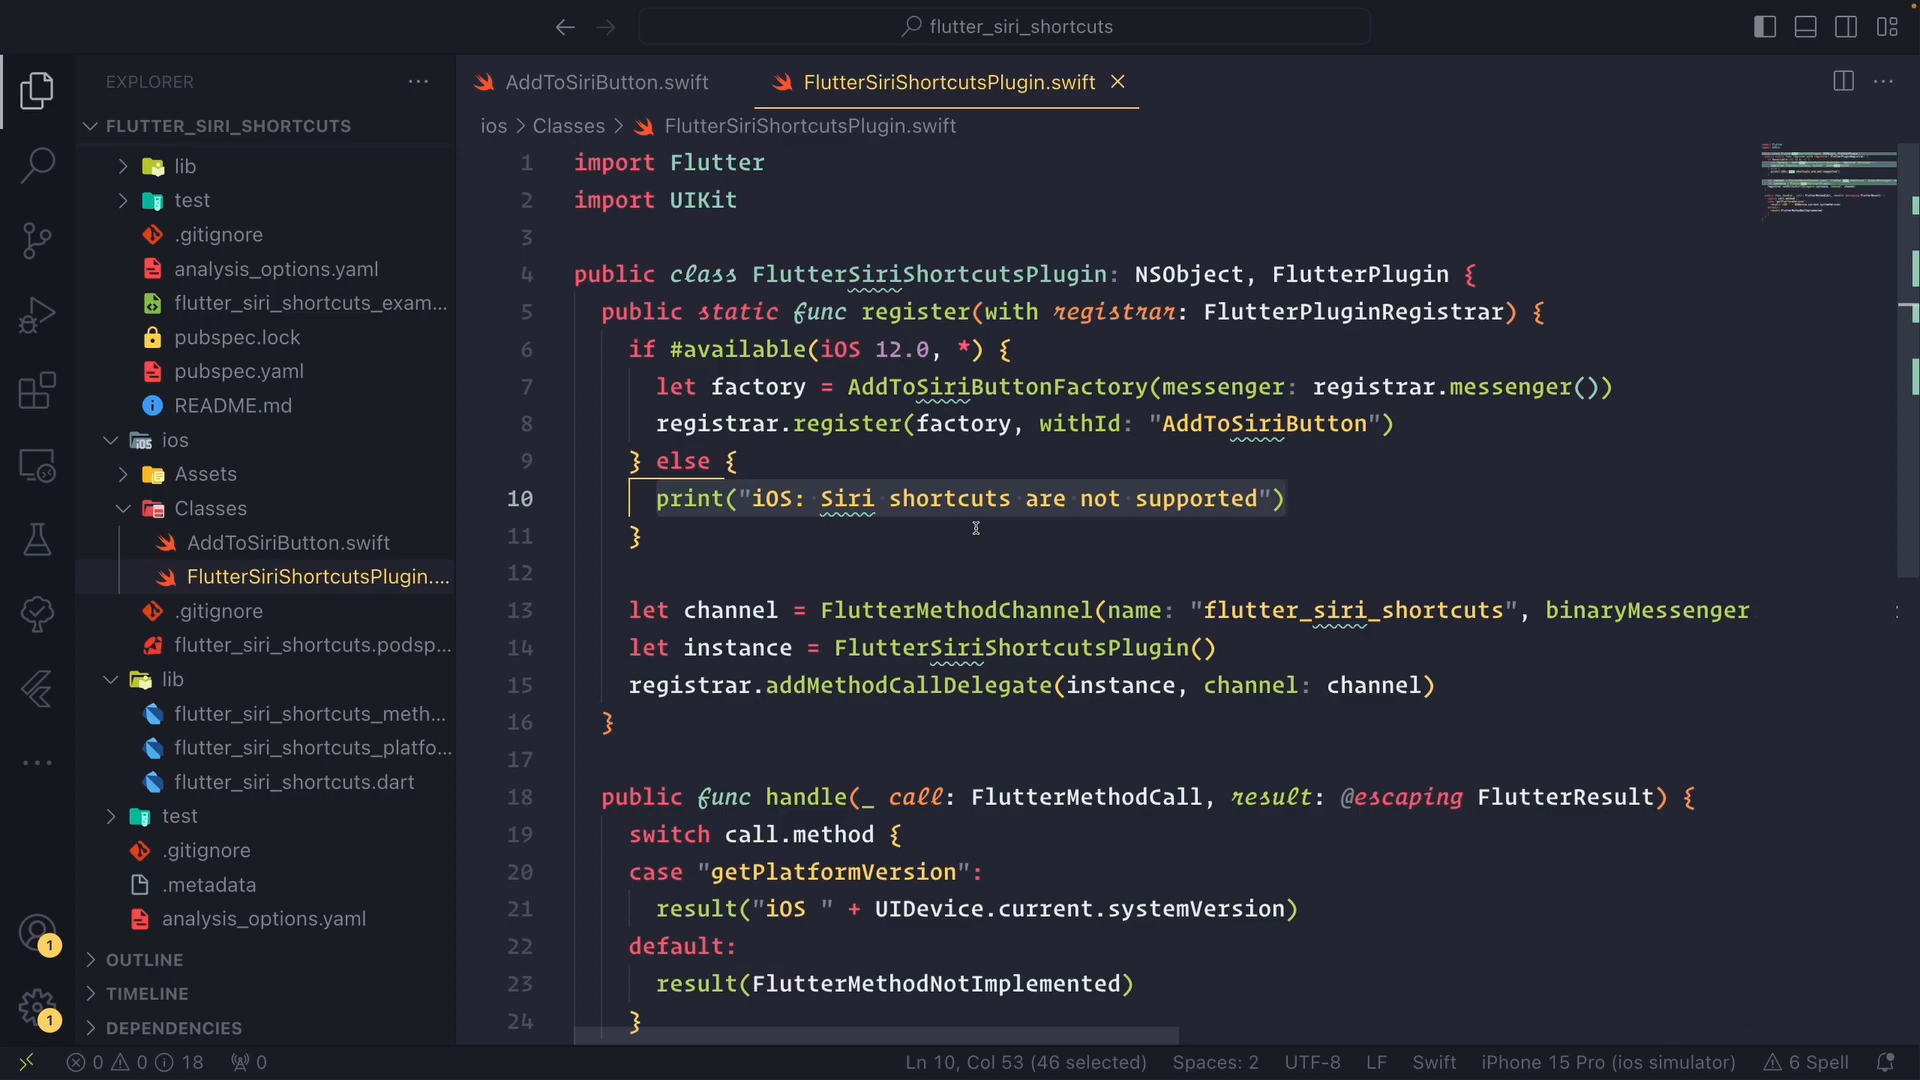 flutter_siri_shortcuts
EXPLORER
FLUTTER_SIRI_SHORTCUTS
lib
test
.gitignore
analysis_options.yaml
flutter_siri_shortcuts_exam...
pubspec.lock
pubspec.yaml
README.md
ios
Assets
Classes
AddToSiriButton.swift
FlutterSiriShortcutsPlugin....
.gitignore
flutter_siri_shortcuts.podsp...
lib
flutter_siri_shortcuts_meth...
flutter_siri_shortcuts_platfo...
flutter_siri_shortcuts.dart
test
.gitignore
.metadata
analysis_options.yaml
OUTLINE
TIMELINE
DEPENDENCIES
1
1
AddToSiriButton.swift
FlutterSiriShortcutsPlugin.swift
ios > Classes > FlutterSiriShortcutsPlugin.swift
1 import Flutter
2 import UIKit
3
4 public class FlutterSiriShortcutsPlugin: NSObject, FlutterPlugin {
5 public static func register(with registrar: FlutterPluginRegistrar) {
6 if #available(iOS 12.0, *) {
7 let factory = AddToSiriButtonFactory(messenger: registrar.messenger())
8 registrar.register(factory, withId: "AddToSiriButton")
9 } else {
10 print("iOS: Siri shortcuts are not supported")
11 }
12
13 let channel = FlutterMethodChannel(name: "flutter_siri_shortcuts", binaryMessenger
14 let instance = FlutterSiriShortcutsPlugin()
15 registrar.addMethodCallDelegate(instance, channel: channel)
16 }
17
18 public func handle(_ call: FlutterMethodCall, result: @escaping FlutterResult) {
19 switch call.method {
20 case "getPlatformVersion":
21 result("iOS " + UIDevice.current.systemVersion)
22 default:
23 result(FlutterMethodNotImplemented)
24 }
0 0 18 0
Ln 10, Col 53 (46 selected) Spaces: 2 UTF-8 LF Swift iPhone 15 Pro (ios simulator) 6 Spell